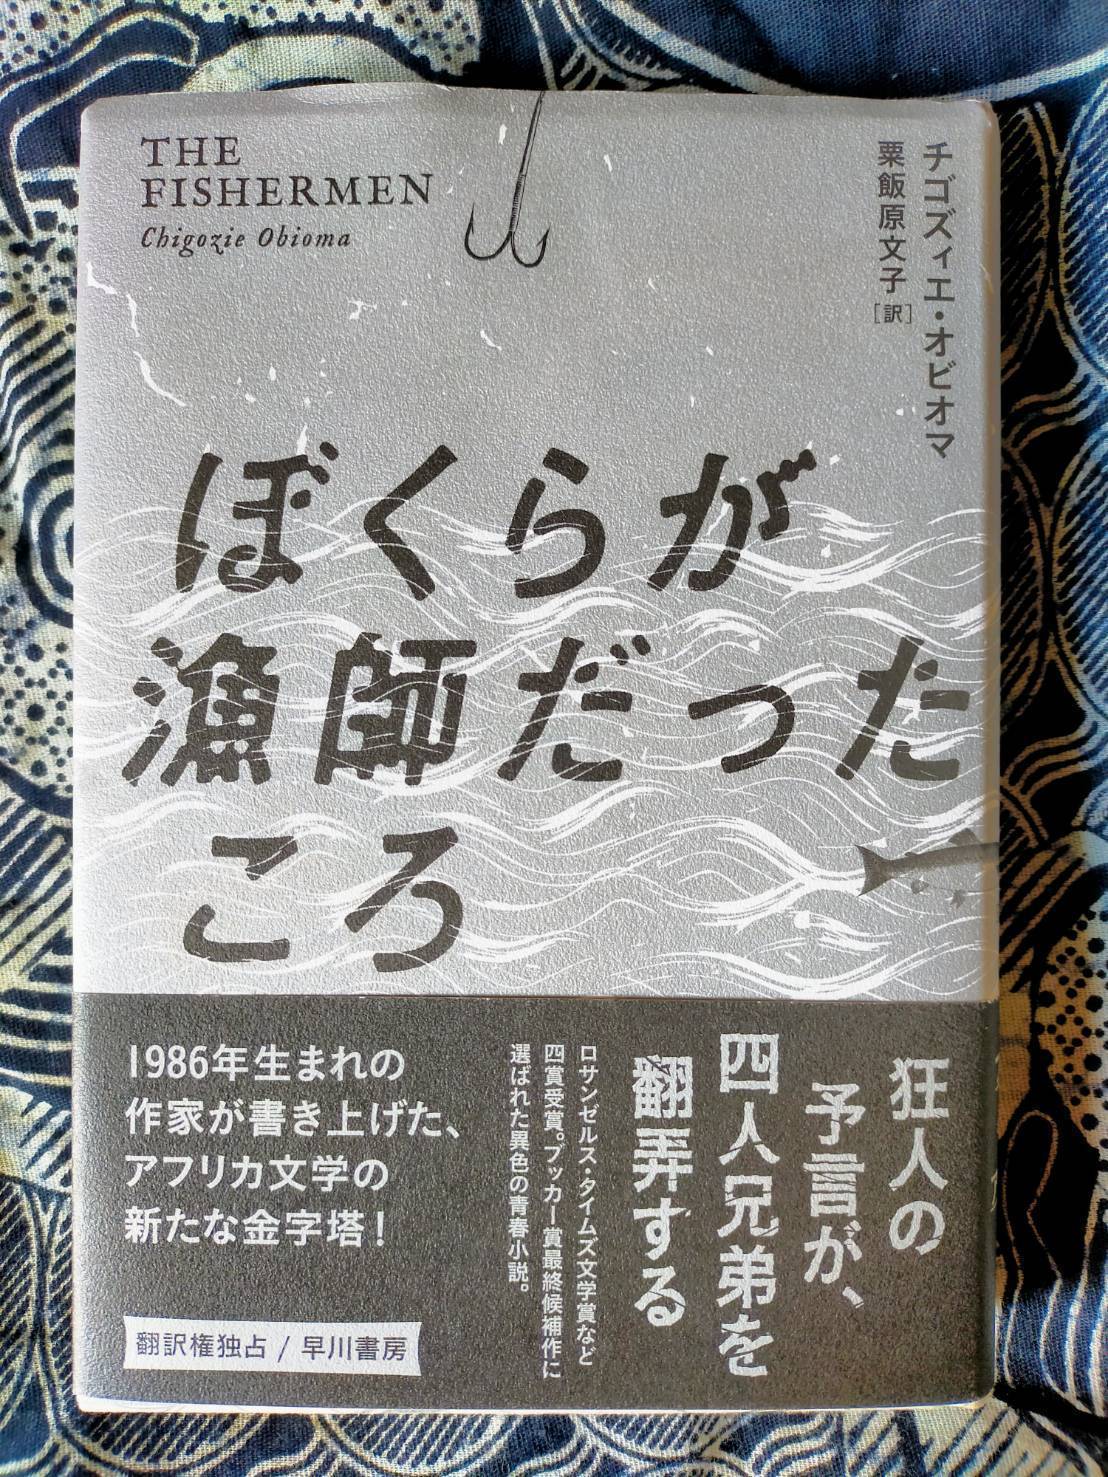 THE
FISHERMEN
Chigozie Obioma
チゴズィエ・オビオマ
粟飯原文子[訳]
ぼくらが
漁師だった
ころ
狂人の
予言が、
四人兄弟を
翻弄する
ロサンゼルス・タイムズ文学賞など
四賞受賞。ブッカー賞最終候補作に
選ばれた異色の青春小説。
1986年生まれの
作家が書き上げた、
アフリカ文学の
新たな金字塔!
翻訳権独占 / 早川書房